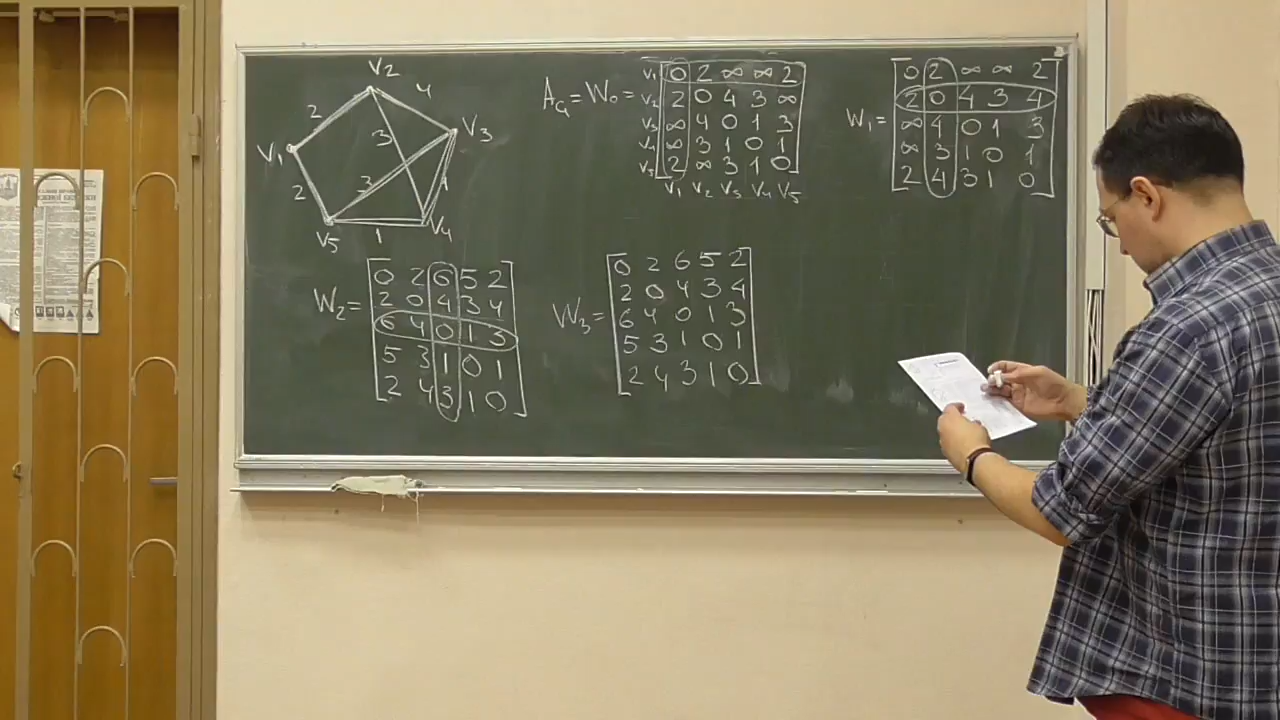 V₂
4
2
3
V₃
V₁
3
1
2
V₅
1
V₄
A_G = W₀ =
V₁ 0 2 ∞ ∞ 2
V₂ 2 0 4 3 ∞
V₃ ∞ 4 0 1 3
V₄ ∞ 3 1 0 1
V₅ 2 ∞ 3 1 0
V₁ V₂ V₃ V₄ V₅
W₁ =
0 2 ∞ ∞ 2
2 0 4 3 4
∞ 4 0 1 3
∞ 3 1 0 1
2 4 3 1 0
W₂ =
0 2 6 5 2
2 0 4 3 4
6 4 0 1 3
5 3 1 0 1
2 4 3 1 0
W₃ =
0 2 6 5 2
2 0 4 3 4
6 4 0 1 3
5 3 1 0 1
2 4 3 1 0